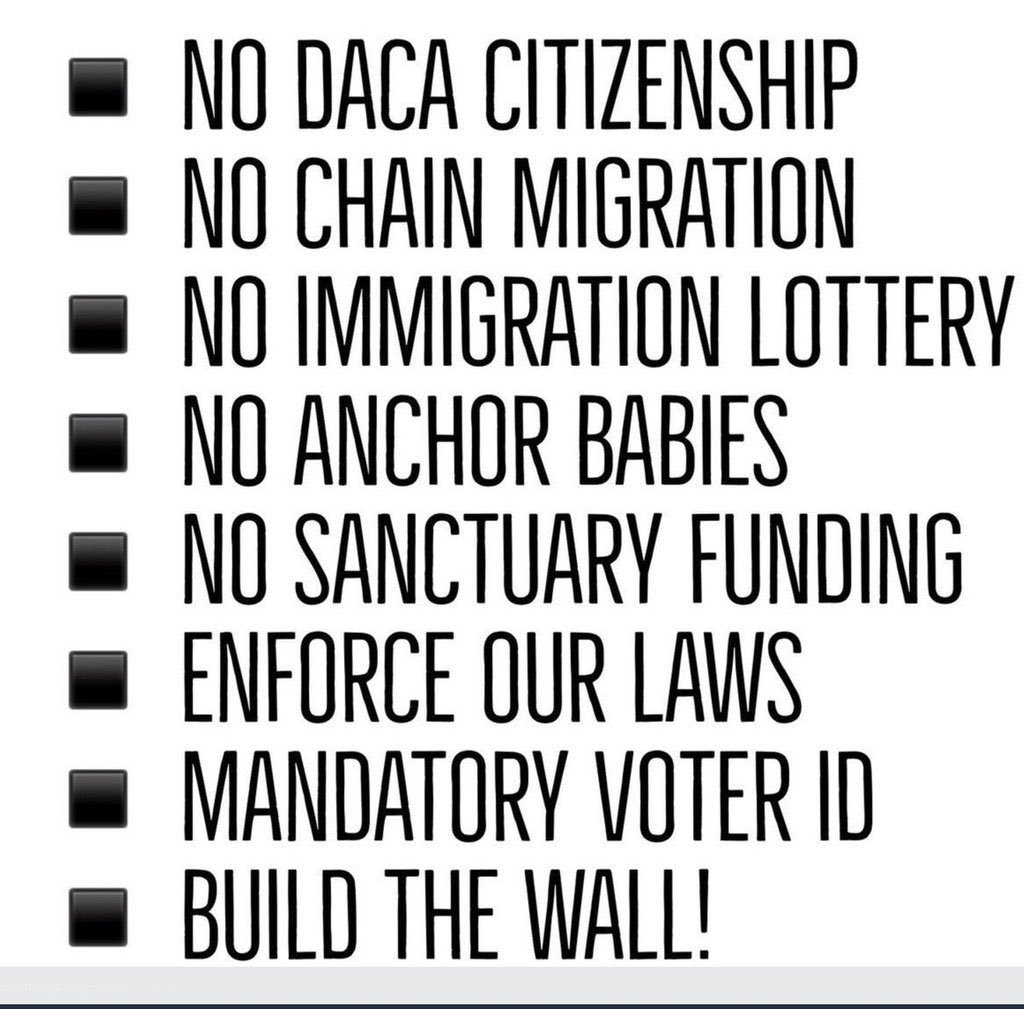 NO DACA CITIZENSHIP
NO CHAIN MIGRATION
NO IMMIGRATION LOTTERY
NO ANCHOR BABIES
NO SANCTUARY FUNDING
ENFORCE OUR LAWS
MANDATORY VOTER ID
BUILD THE WALL!